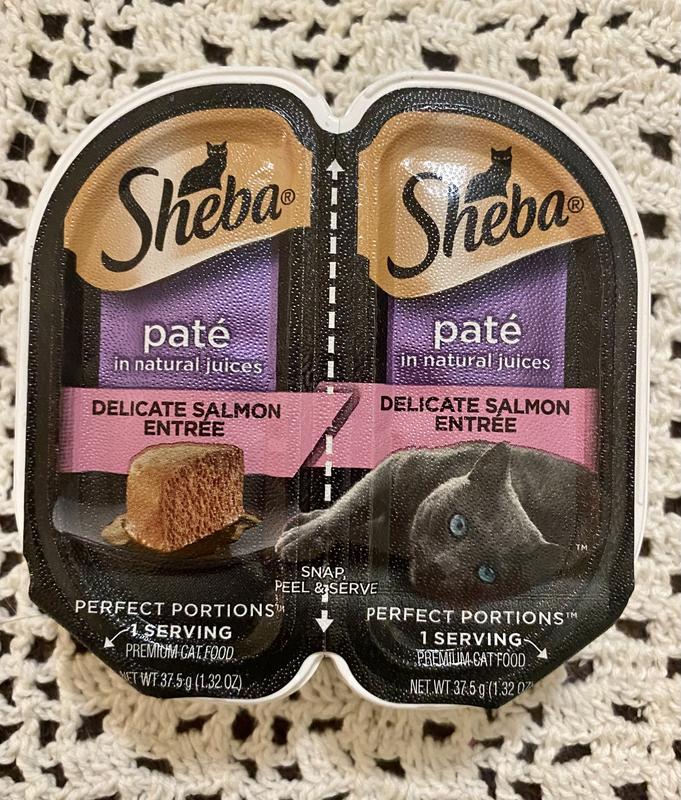 Sheba®
paté
in natural juices
DELICATE SALMON
ENTRÉE
PERFECT PORTIONS™
1 SERVING
PREMIUM CAT FOOD
NET WT 37.5 g (1.32 OZ)
SNAP,
PEEL & SERVE
Sheba®
paté
in natural juices
DELICATE SALMON
ENTRÉE
™
PERFECT PORTIONS™
1 SERVING
PREMIUM CAT FOOD
NET WT 37.5 g (1.32 OZ)